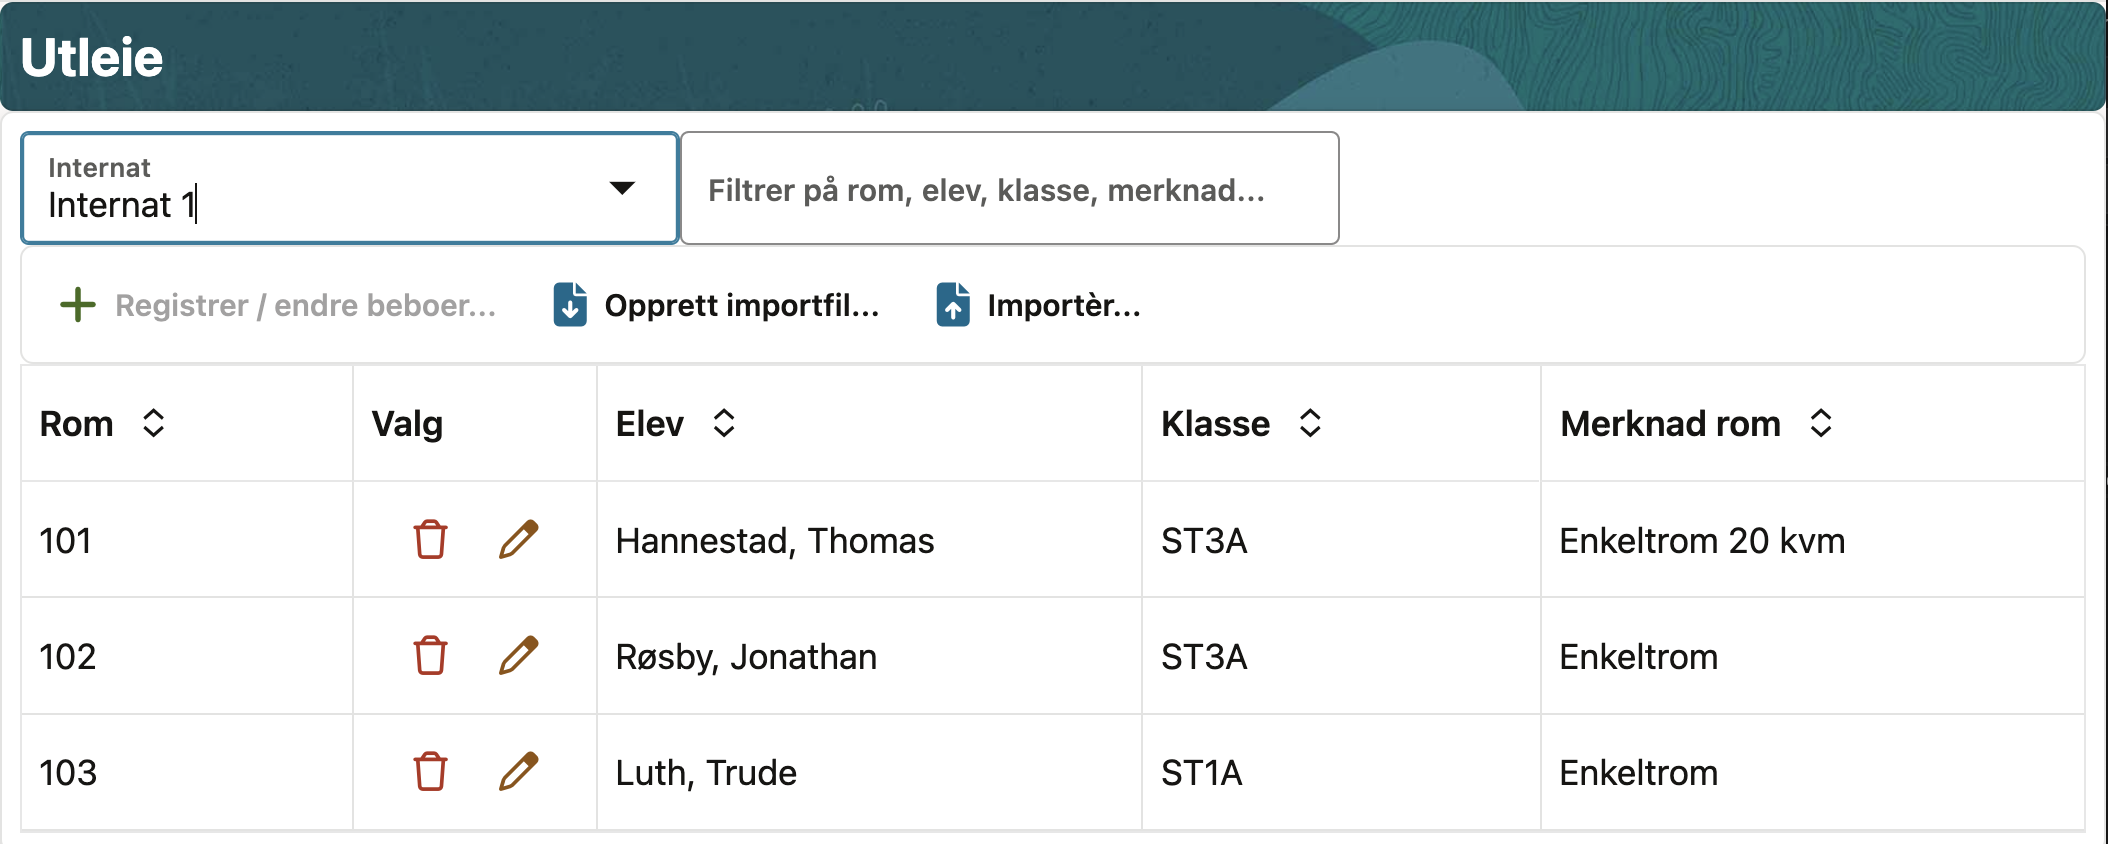 Utleie
Internat
Internat 1
Filtrer på rom, elev, klasse, merknad...
Registrer / endre beboer... Opprett importfil... Importèr...
Rom Valg Elev Klasse Merknad rom
101 Hannestad, Thomas ST3A Enkeltrom 20 kvm
102 Røsby, Jonathan ST3A Enkeltrom
103 Luth, Trude ST1A Enkeltrom